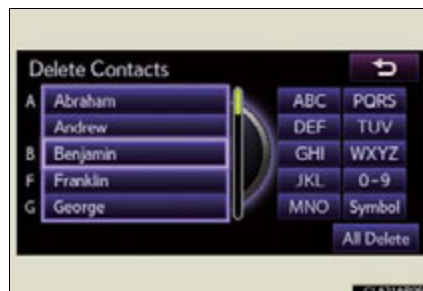 Delete Contacts
A Abraham
Andrew
B Benjamin
F Franklin
G George
ABC PQRS
DEF TUV
GHI WXYZ
JKL 0-9
MNO Symbol
All Delete